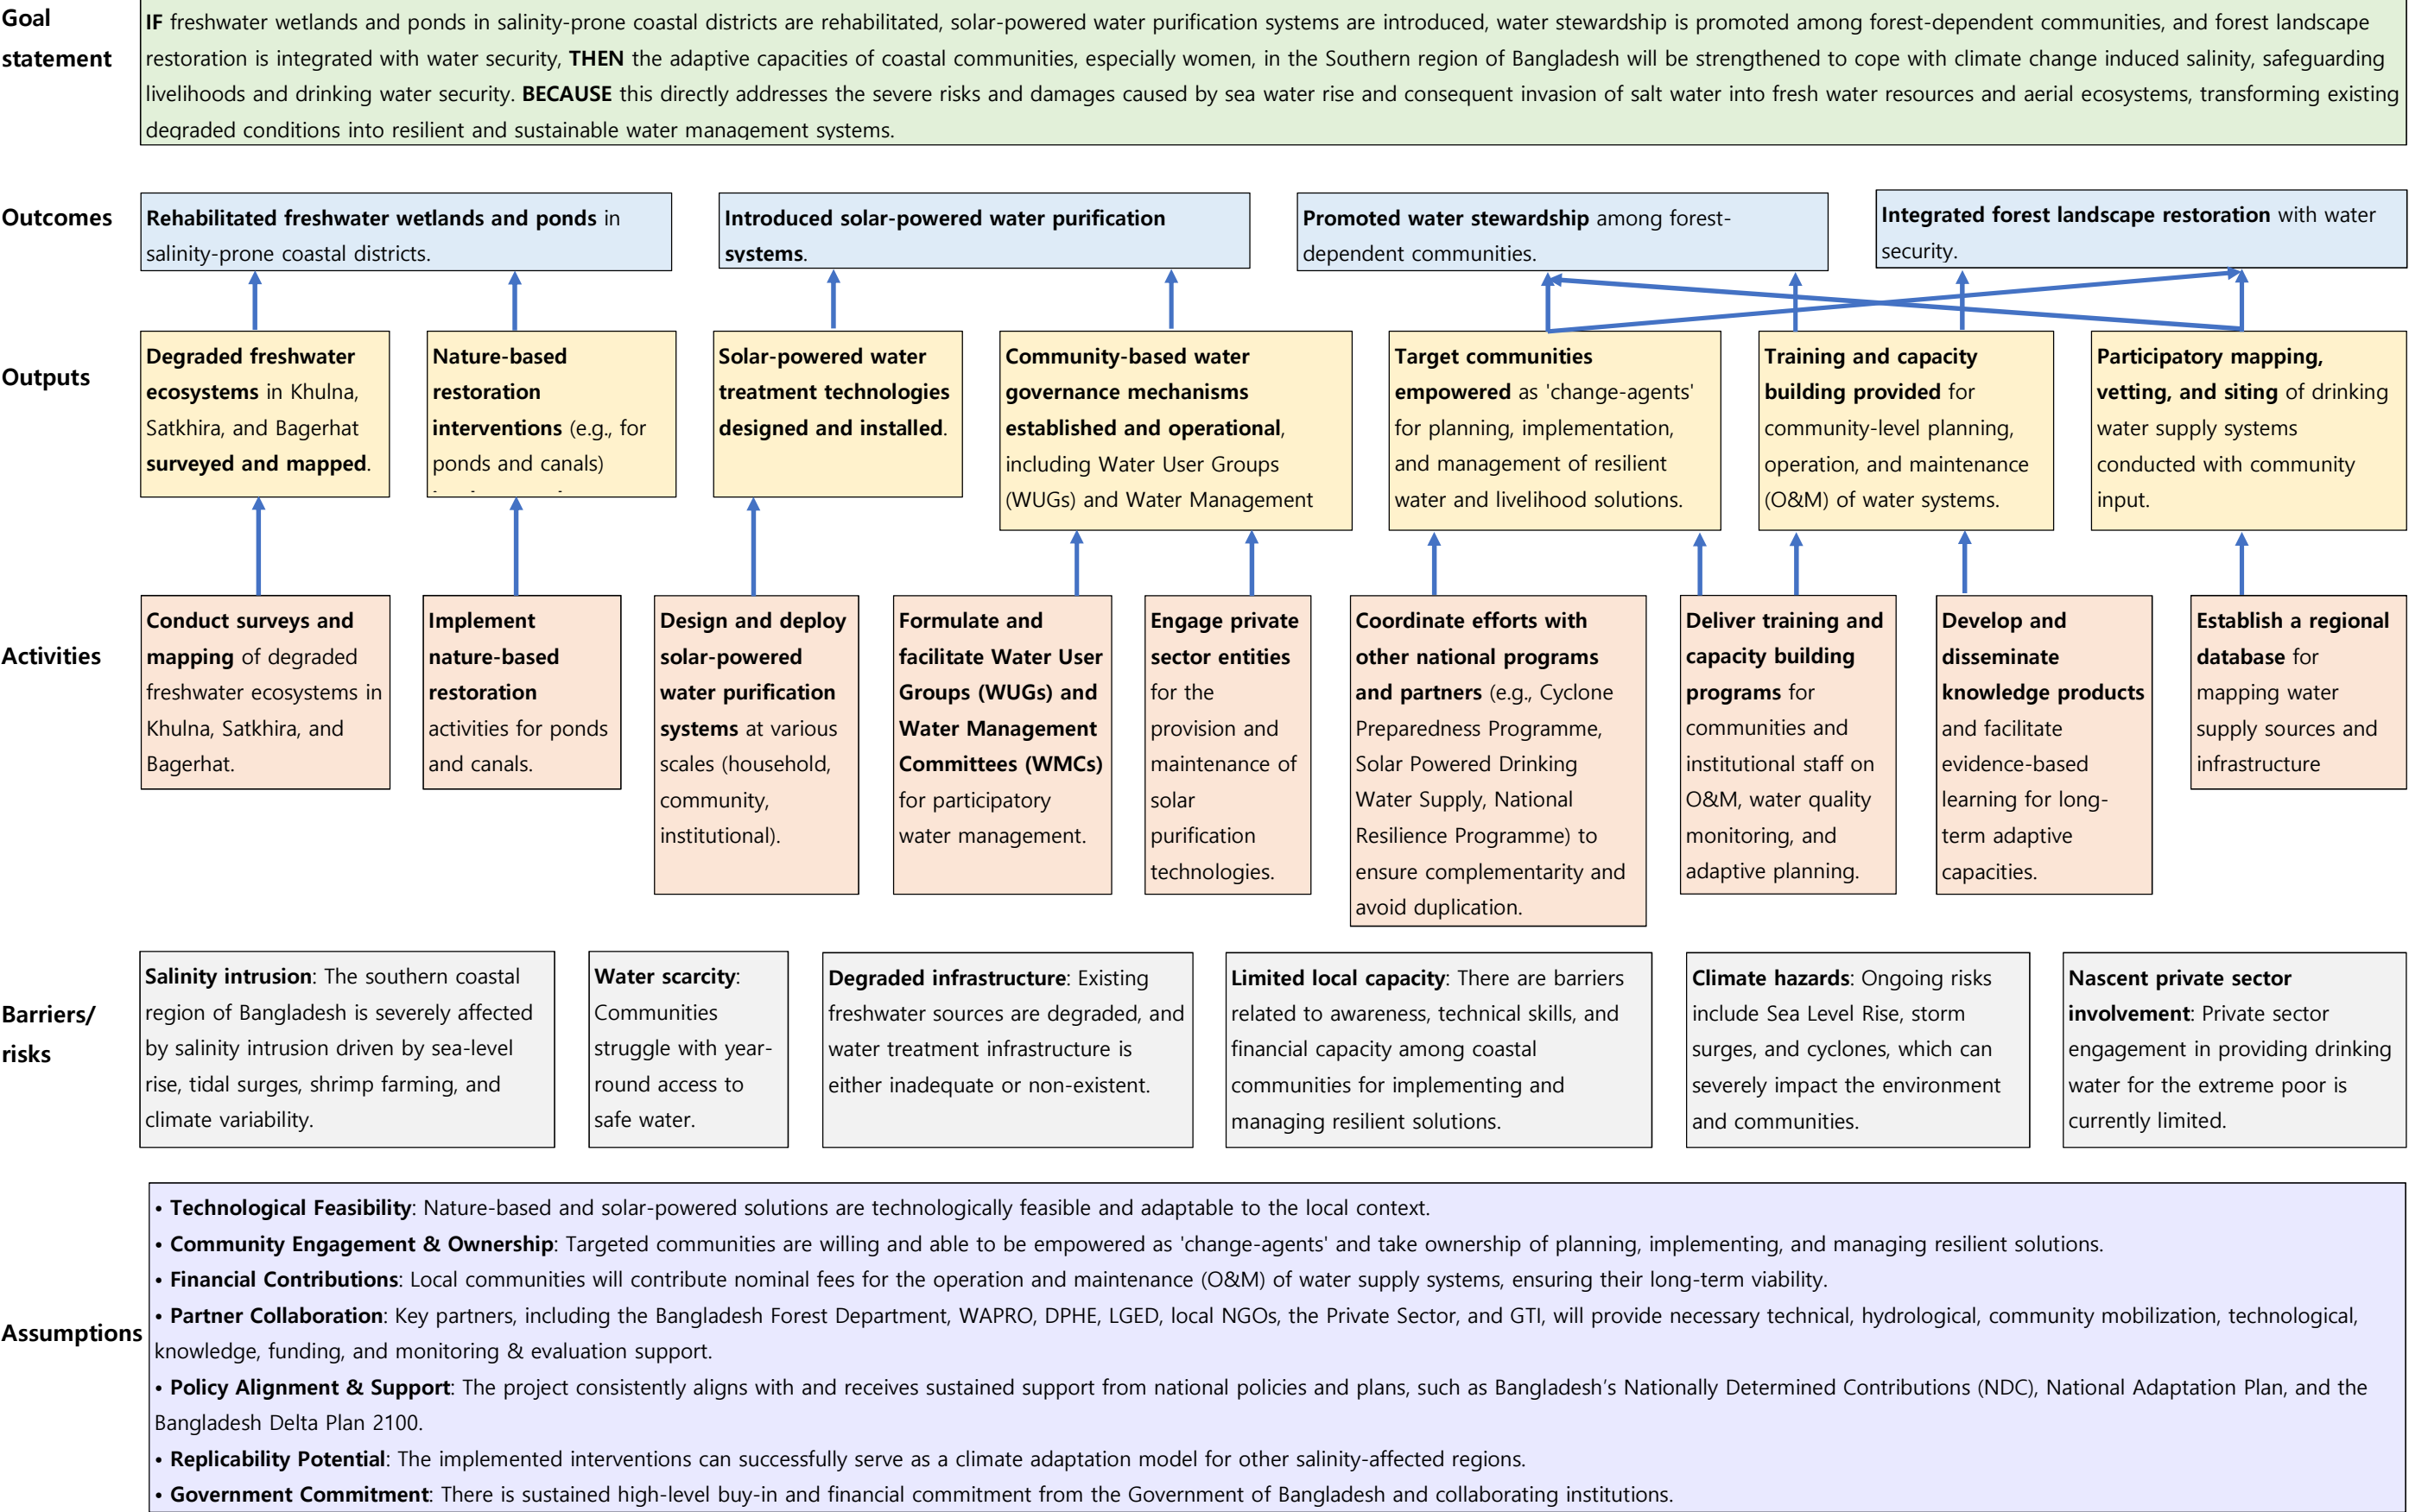 Goal
statement
IF freshwater wetlands and ponds in salinity-prone coastal districts are rehabilitated, solar-powered water purification systems are introduced, water stewardship is promoted among forest-dependent communities, and forest landscape
restoration is integrated with water security, THEN the adaptive capacities of coastal communities, especially women, in the Southern region of Bangladesh will be strengthened to cope with climate change induced salinity, safeguarding
livelihoods and drinking water security. BECAUSE this directly addresses the severe risks and damages caused by sea water rise and consequent invasion of salt water into fresh water resources and aerial ecosystems, transforming existing
degraded conditions into resilient and sustainable water management systems.
Outcomes
Rehabilitated freshwater wetlands and ponds in
salinity-prone coastal districts.
Introduced solar-powered water purification
systems.
Promoted water stewardship among forest-
dependent communities.
Integrated forest landscape restoration with water
security.
Outputs
Degraded freshwater
ecosystems in Khulna,
Satkhira, and Bagerhat
surveyed and mapped.
Nature-based
restoration
interventions (e.g., for
ponds and canals)
Solar-powered water
treatment technologies
designed and installed.
Community-based water
governance mechanisms
established and operational,
including Water User Groups
(WUGs) and Water Management
Target communities
empowered as 'change-agents'
for planning, implementation,
and management of resilient
water and livelihood solutions.
Training and capacity
building provided for
community-level planning,
operation, and maintenance
(O&M) of water systems.
Participatory mapping,
vetting, and siting of drinking
water supply systems
conducted with community
input.
Activities
Conduct surveys and
mapping of degraded
freshwater ecosystems in
Khulna, Satkhira, and
Bagerhat.
Implement
nature-based
restoration
activities for ponds
and canals.
Design and deploy
solar-powered
water purification
systems at various
scales (household,
community,
institutional).
Formulate and
facilitate Water User
Groups (WUGs) and
Water Management
Committees (WMCs)
for participatory
water management.
Engage private
sector entities
for the
provision and
maintenance of
solar
purification
technologies.
Coordinate efforts with
other national programs
and partners (e.g., Cyclone
Preparedness Programme,
Solar Powered Drinking
Water Supply, National
Resilience Programme) to
ensure complementarity and
avoid duplication.
Deliver training and
capacity building
programs for
communities and
institutional staff on
O&M, water quality
monitoring, and
adaptive planning.
Develop and
disseminate
knowledge products
and facilitate
evidence-based
learning for long-
term adaptive
capacities.
Establish a regional
database for
mapping water
supply sources and
infrastructure
Barriers/
risks
Salinity intrusion: The southern coastal
region of Bangladesh is severely affected
by salinity intrusion driven by sea-level
rise, tidal surges, shrimp farming, and
climate variability.
Water scarcity:
Communities
struggle with year-
round access to
safe water.
Degraded infrastructure: Existing
freshwater sources are degraded, and
water treatment infrastructure is
either inadequate or non-existent.
Limited local capacity: There are barriers
related to awareness, technical skills, and
financial capacity among coastal
communities for implementing and
managing resilient solutions.
Climate hazards: Ongoing risks
include Sea Level Rise, storm
surges, and cyclones, which can
severely impact the environment
and communities.
Nascent private sector
involvement: Private sector
engagement in providing drinking
water for the extreme poor is
currently limited.
Assumptions
• Technological Feasibility: Nature-based and solar-powered solutions are technologically feasible and adaptable to the local context.
• Community Engagement & Ownership: Targeted communities are willing and able to be empowered as 'change-agents' and take ownership of planning, implementing, and managing resilient solutions.
• Financial Contributions: Local communities will contribute nominal fees for the operation and maintenance (O&M) of water supply systems, ensuring their long-term viability.
• Partner Collaboration: Key partners, including the Bangladesh Forest Department, WAPRO, DPHE, LGED, local NGOs, the Private Sector, and GTI, will provide necessary technical, hydrological, community mobilization, technological,
knowledge, funding, and monitoring & evaluation support.
• Policy Alignment & Support: The project consistently aligns with and receives sustained support from national policies and plans, such as Bangladesh's Nationally Determined Contributions (NDC), National Adaptation Plan, and the
Bangladesh Delta Plan 2100.
• Replicability Potential: The implemented interventions can successfully serve as a climate adaptation model for other salinity-affected regions.
• Government Commitment: There is sustained high-level buy-in and financial commitment from the Government of Bangladesh and collaborating institutions.